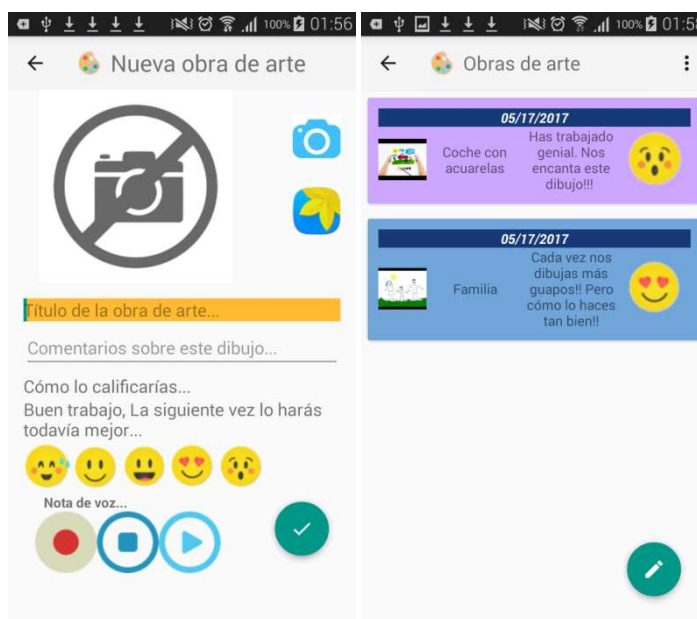 100% 01:56
Nueva obra de arte
Título de la obra de arte...
Comentarios sobre este dibujo...
Cómo lo calificarías...
Buen trabajo, La siguiente vez lo harás
todavía mejor...
Nota de voz...
100% 01:5
Obras de arte
05/17/2017
Coche con
acuarelas
Has trabajado
genial. Nos
encanta este
dibujo!!!
05/17/2017
Familia
Cada vez nos
dibujas más
guapos!! Pero
cómo lo haces
tan bien!!